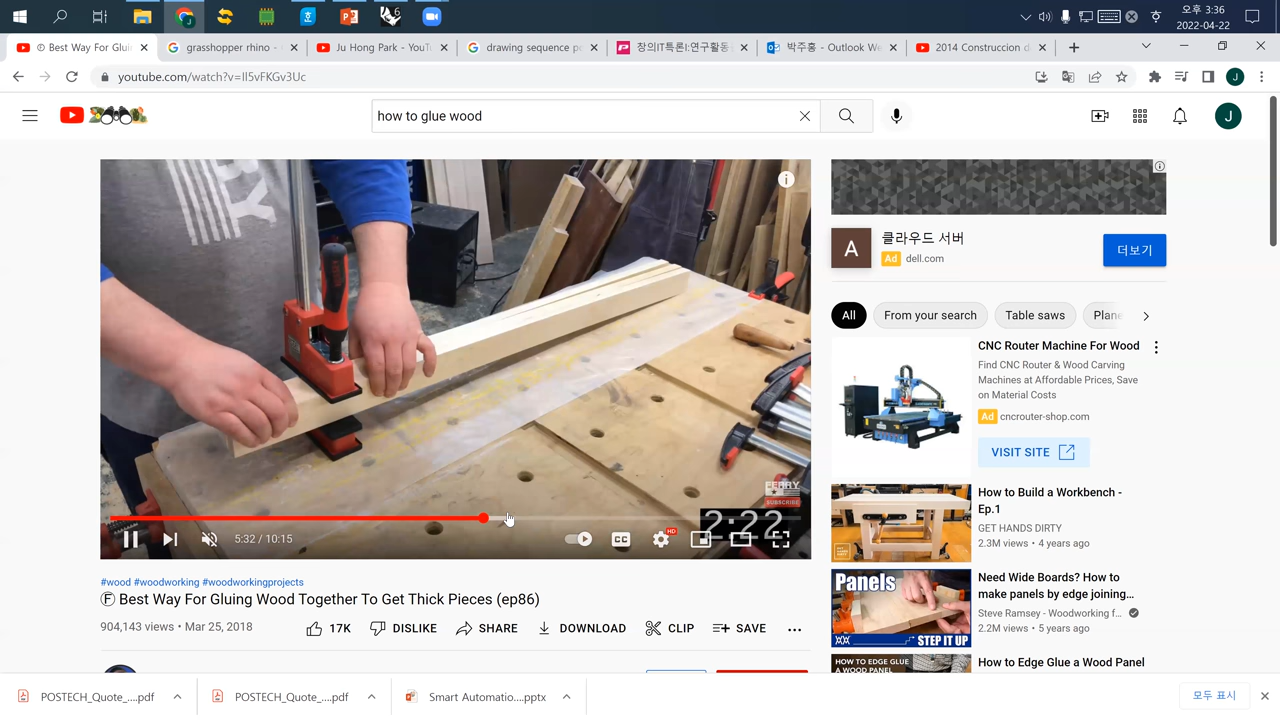 오후 3:36
2022-04-22
Best Way For Glui
grasshopper rhino -
Ju Hong Park - YouTu
drawing sequence po
창의IT특론I:연구활동
박주홍 - Outlook We
2014 Construccion d
youtube.com/watch?v=Il5vFKGv3Uc
J
how to glue wood
J
FERRY
SUBSCRIBE
2:22
5:32 / 10:15
CC
HD
#wood #woodworking #woodworkingprojects
Ⓕ Best Way For Gluing Wood Together To Get Thick Pieces (ep86)
904,143 views • Mar 25, 2018
17K
DISLIKE
SHARE
DOWNLOAD
CLIP
SAVE
A
클라우드 서버
Ad dell.com
더보기
All
From your search
Table saws
Plane
CNC Router Machine For Wood
Find CNC Router & Wood Carving
Machines at Affordable Prices, Save
on Material Costs
Ad cncrouter-shop.com
VISIT SITE
How to Build a Workbench -
Ep.1
GET HANDS DIRTY
2.3M views • 4 years ago
Panels
STEP IT UP
Need Wide Boards? How to
make panels by edge joining...
Steve Ramsey - Woodworking f...
2.2M views • 5 years ago
HOW TO EDGE GLUE
A WOOD PANEL
How to Edge Glue a Wood Panel
POSTECH_Quote_....pdf
POSTECH_Quote_....pdf
Smart Automatio....pptx
모두 표시